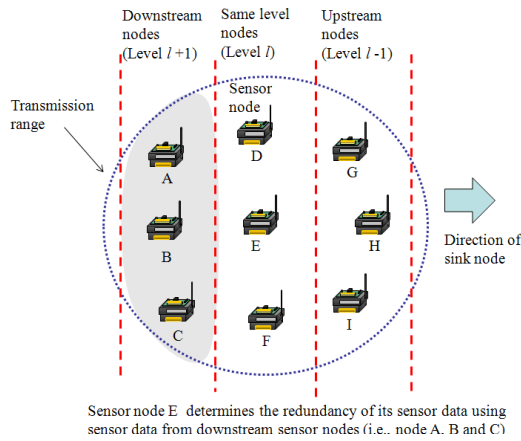 Downstream nodes (Level l +1)
Same level nodes (Level l)
Upstream nodes (Level l -1)
Transmission range
Sensor node
A
B
C
D
E
F
G
H
I
Direction of sink node
Sensor node E determines the redundancy of its sensor data using
sensor data from downstream sensor nodes (i.e., node A, B and C)